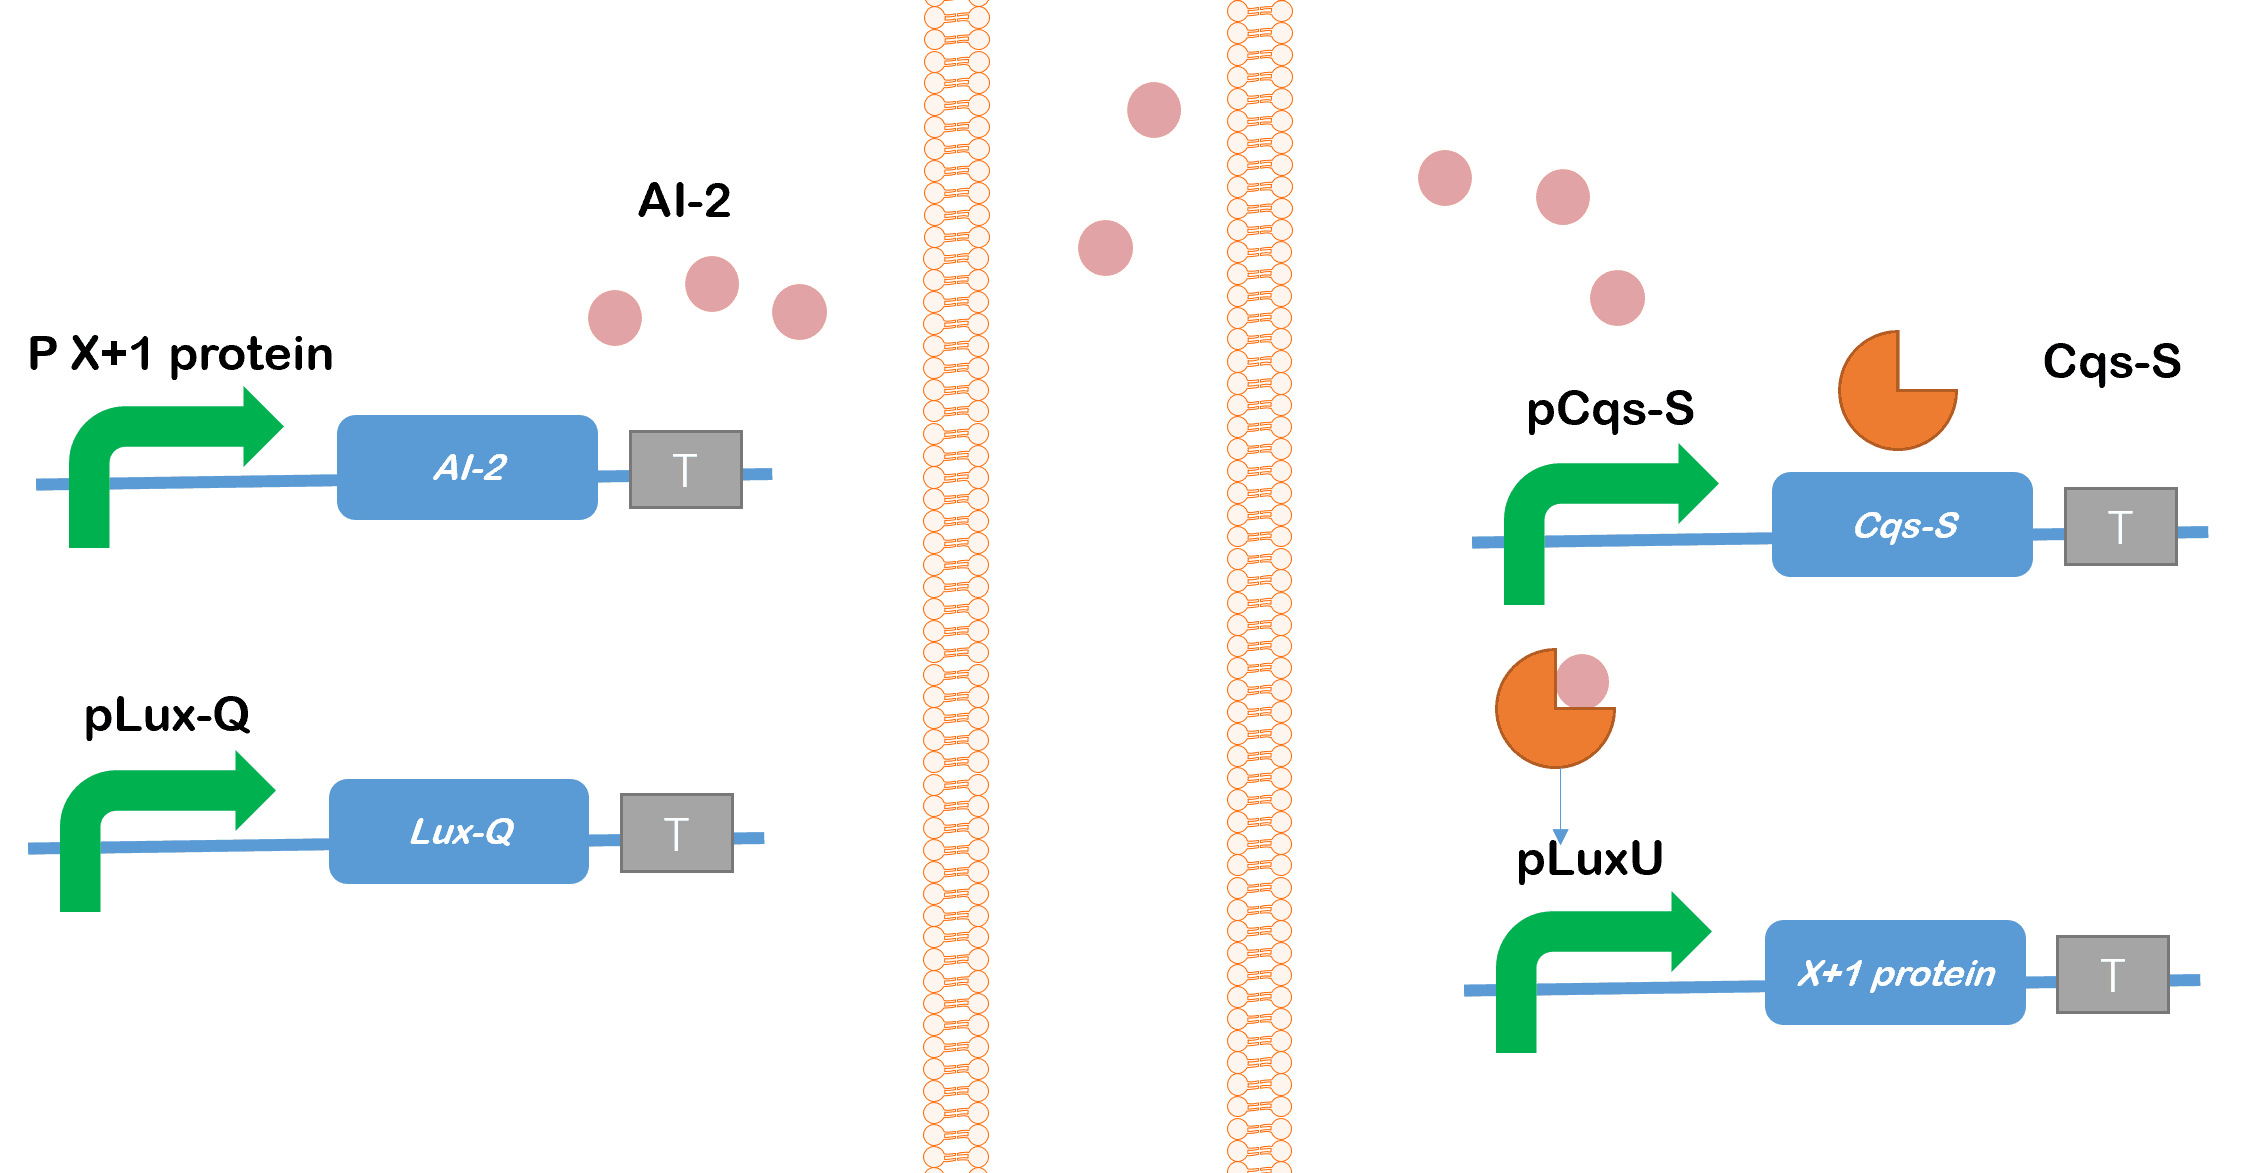 AI-2
P X+1 protein
AI-2
T
pLux-Q
Lux-Q
T
Cqs-S
pCqs-S
Cqs-S
T
pLuxU
X+1 protein
T